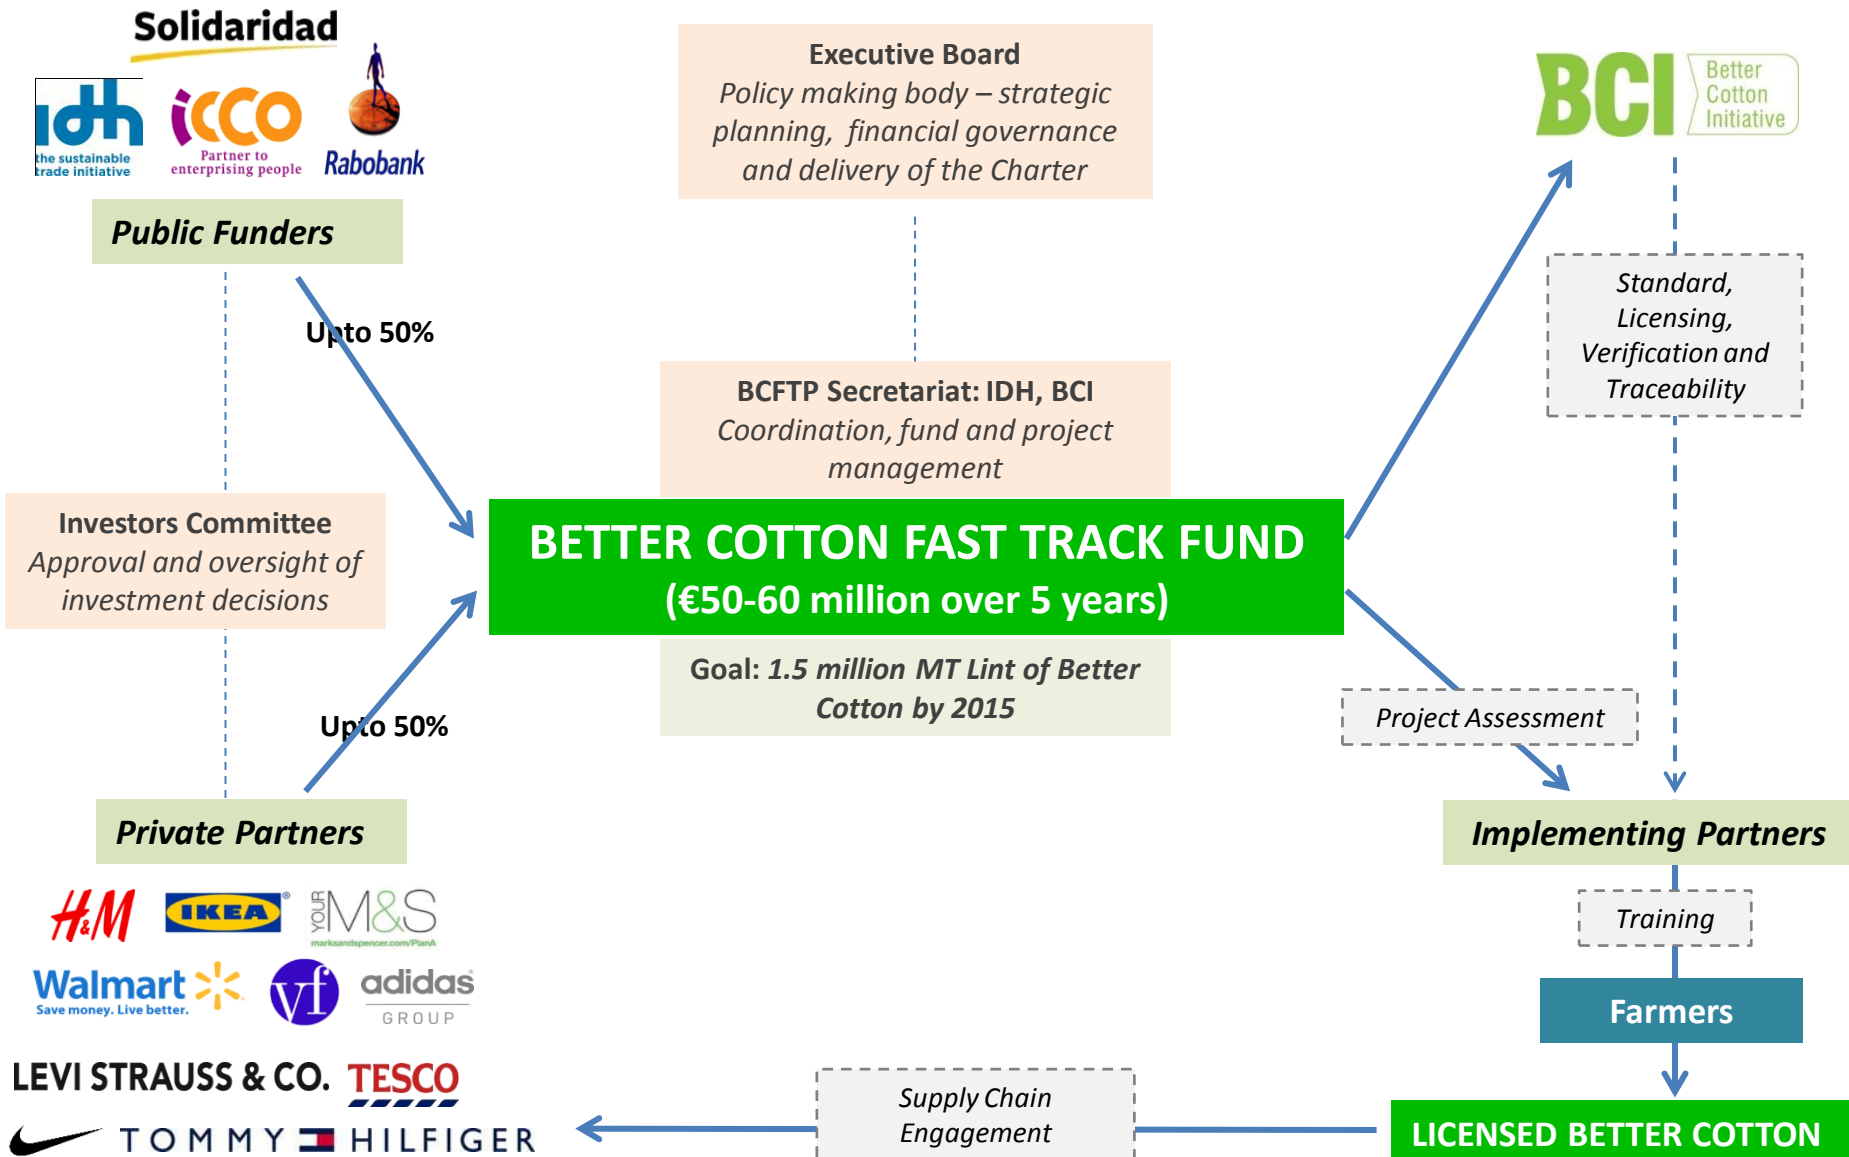 Solidaridad
idh
the sustainable
trade initiative
icco
Partner to
enterprising people
Rabobank
Public Funders
Upto 50%
Investors Committee
Approval and oversight of
investment decisions
Upto 50%
Private Partners
H&M
IKEA®
YOUR
M&S
marksandspencer.com/PlanA
Walmart
Save money. Live better.
vf
adidas
GROUP
LEVI STRAUSS & CO.
TESCO
TOMMY HILFIGER
Executive Board
Policy making body – strategic
planning, financial governance
and delivery of the Charter
BCFTP Secretariat: IDH, BCI
Coordination, fund and project
management
BETTER COTTON FAST TRACK FUND
(€50-60 million over 5 years)
Goal: 1.5 million MT Lint of Better
Cotton by 2015
BCI
Better
Cotton
Initiative
Standard,
Licensing,
Verification and
Traceability
Project Assessment
Implementing Partners
Training
Farmers
LICENSED BETTER COTTON
Supply Chain
Engagement